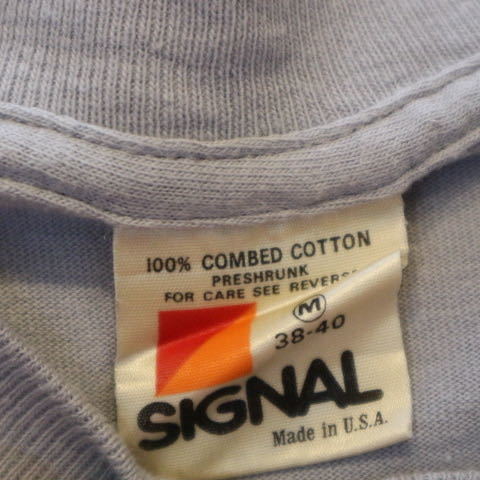 100% COMBED COTTON
PRESHRUNK
FOR CARE SEE
M
38-40
SIGNAL
Made in U.S.A.